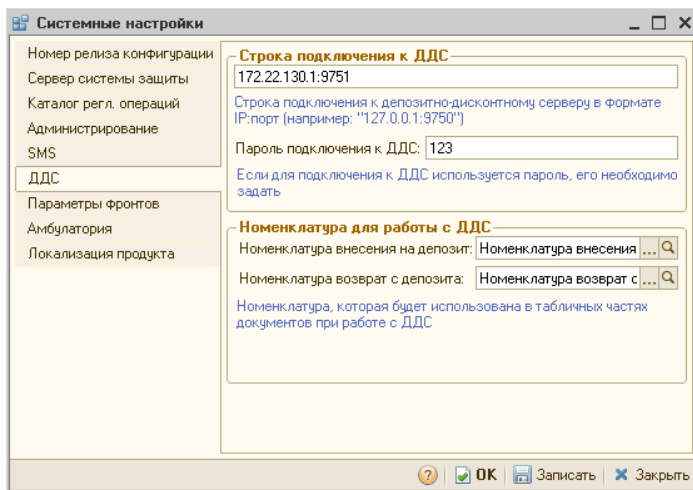 Системные настройки
Номер релиза конфигурации
Сервер системы защиты
Каталог регл. операций
Администрирование
SMS
ДДС
Параметры фронтов
Амбулатория
Локализация продукта
Строка подключения к ДДС
172.22.130.1:9751
Строка подключения к депозитно-дисконтному серверу в формате
IP:порт (например: "127.0.0.1:9750")
Пароль подключения к ДДС: 123
Если для подключения к ДДС используется пароль, его необходимо
задать
Номенклатура для работы с ДДС
Номенклатура внесения на депозит: Номенклатура внесения ...
Номенклатура возврат с депозита: Номенклатура возврат с ...
Номенклатура, которая будет использована в табличных частях
документов при работе с ДДС
? OK Записать Закрыть